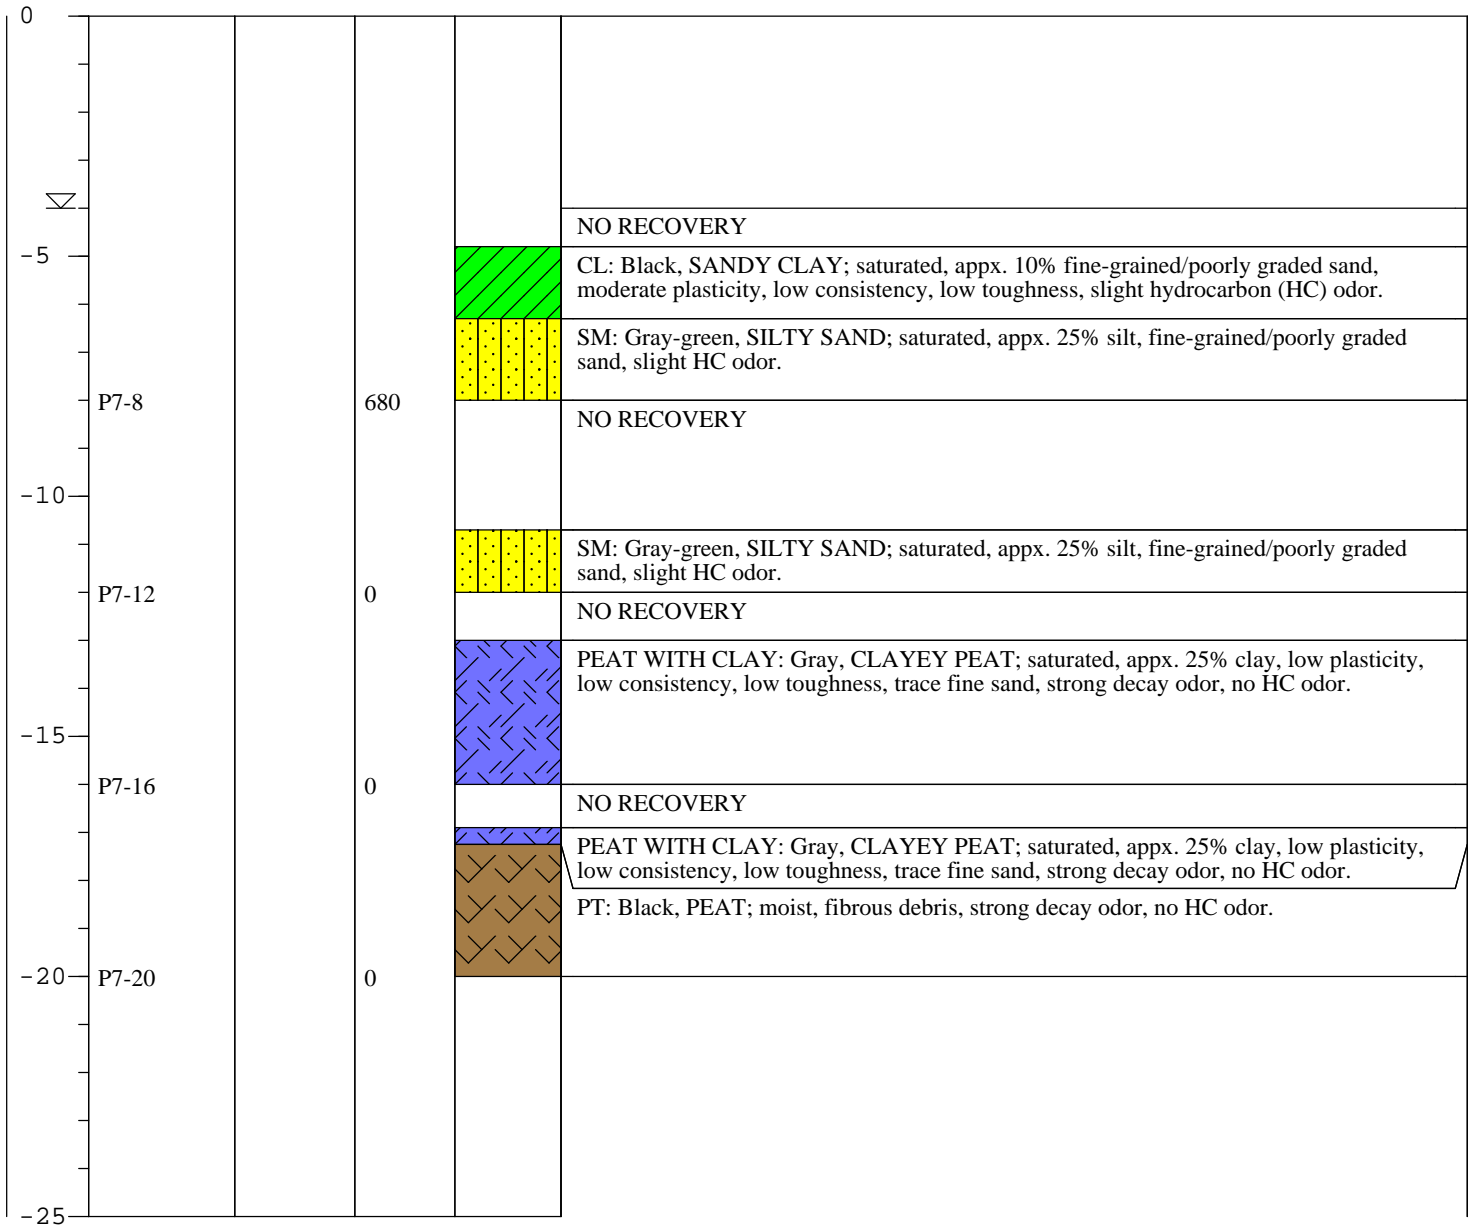 0
NO RECOVERY
-5
CL: Black, SANDY CLAY; saturated, appx. 10% fine-grained/poorly graded sand,
moderate plasticity, low consistency, low toughness, slight hydrocarbon (HC) odor.
SM: Gray-green, SILTY SAND; saturated, appx. 25% silt, fine-grained/poorly graded
sand, slight HC odor.
P7-8 680
NO RECOVERY
-10
SM: Gray-green, SILTY SAND; saturated, appx. 25% silt, fine-grained/poorly graded
sand, slight HC odor.
P7-12 0
NO RECOVERY
PEAT WITH CLAY: Gray, CLAYEY PEAT; saturated, appx. 25% clay, low plasticity,
low consistency, low toughness, trace fine sand, strong decay odor, no HC odor.
-15
P7-16 0
NO RECOVERY
PEAT WITH CLAY: Gray, CLAYEY PEAT; saturated, appx. 25% clay, low plasticity,
low consistency, low toughness, trace fine sand, strong decay odor, no HC odor.
PT: Black, PEAT; moist, fibrous debris, strong decay odor, no HC odor.
-20
P7-20 0
-25